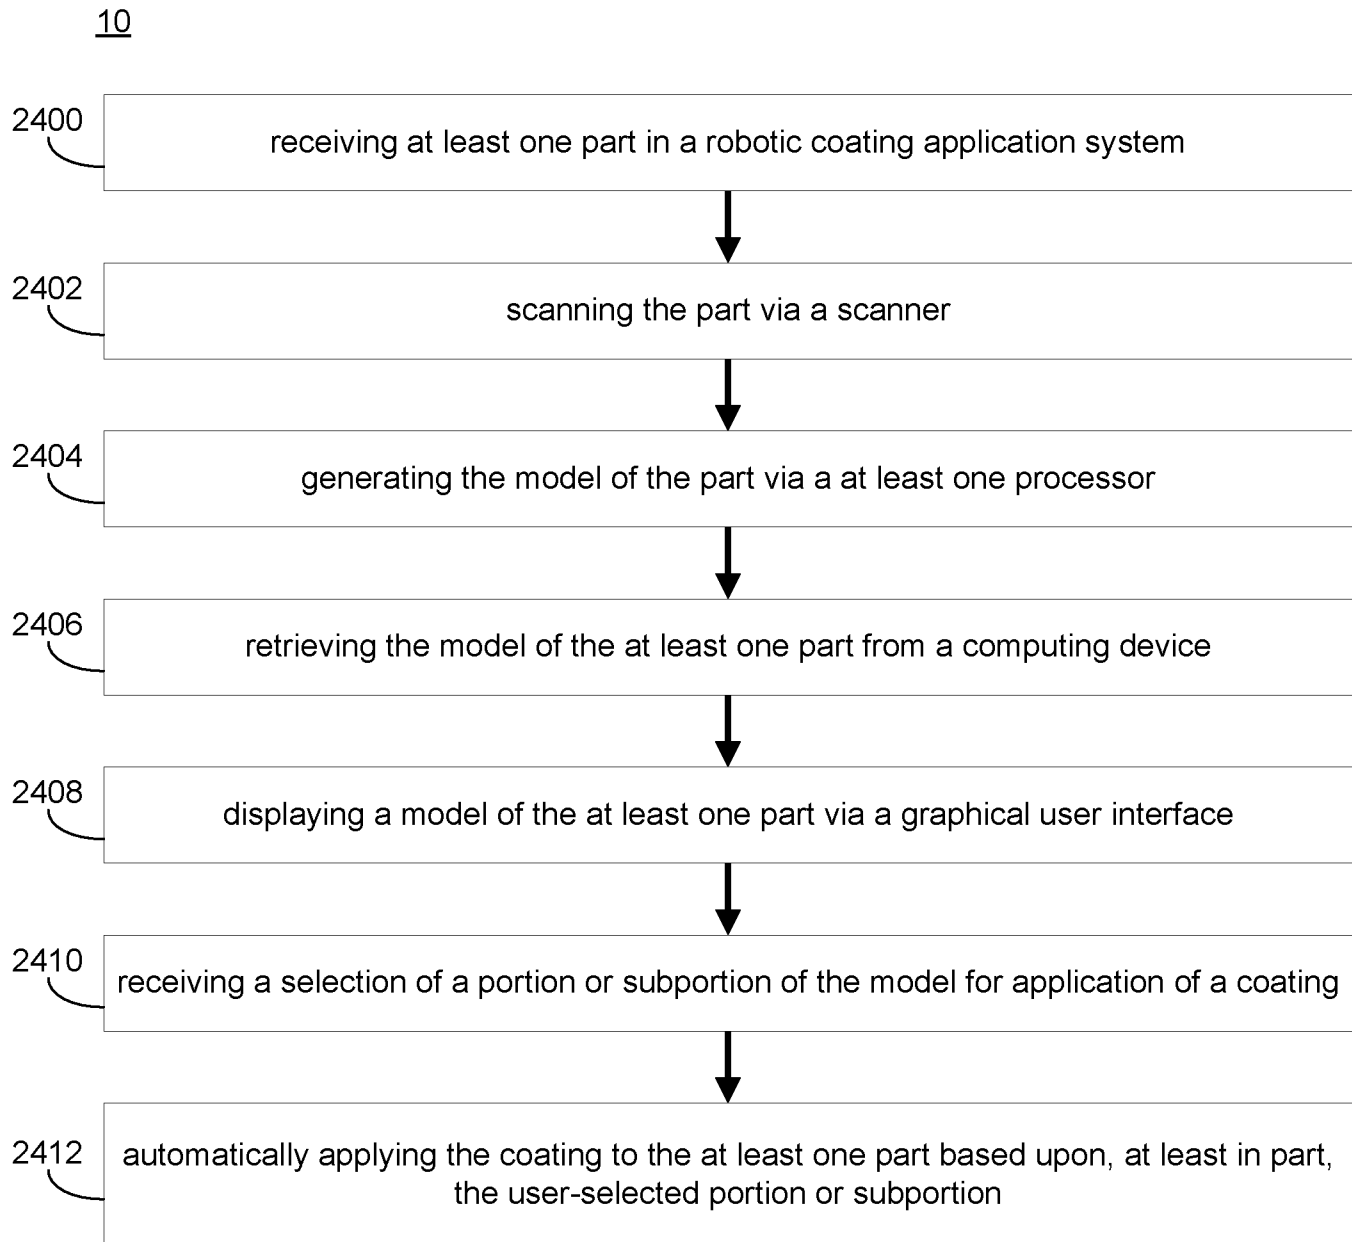 10
2400
receiving at least one part in a robotic coating application system
2402
scanning the part via a scanner
2404
generating the model of the part via a at least one processor
2406
retrieving the model of the at least one part from a computing device
2408
displaying a model of the at least one part via a graphical user interface
2410
receiving a selection of a portion or subportion of the model for application of a coating
2412
automatically applying the coating to the at least one part based upon, at least in part,
the user-selected portion or subportion